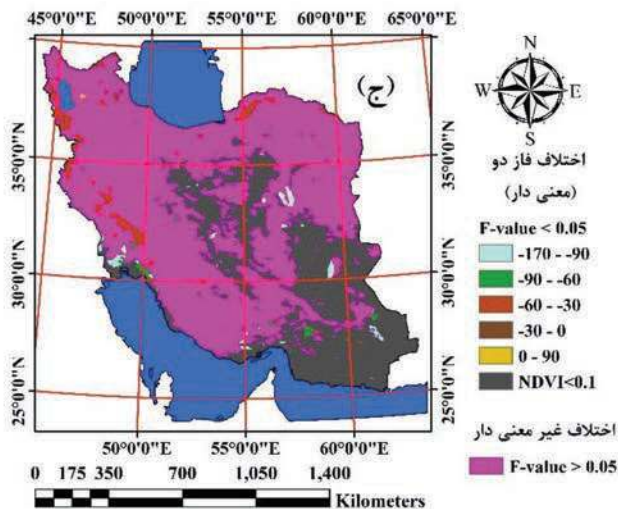 45°0'0"E 50°0'0"E 55°0'0"E 60°0'0"E 65°0'0"E
(ج)
35°0'0"N
30°0'0"N
25°0'0"N
35°0'0"N
30°0'0"N
25°0'0"N
50°0'0"E 55°0'0"E 60°0'0"E
0 175 350 700 1,050 1,400
Kilometers
N
W E
S
اختلاف فاز دو
(معنی دار)
F-value < 0.05
-170 - -90
-90 - -60
-60 - -30
-30 - 0
0 - 90
NDVI<0.1
اختلاف غیر معنی دار
F-value > 0.05